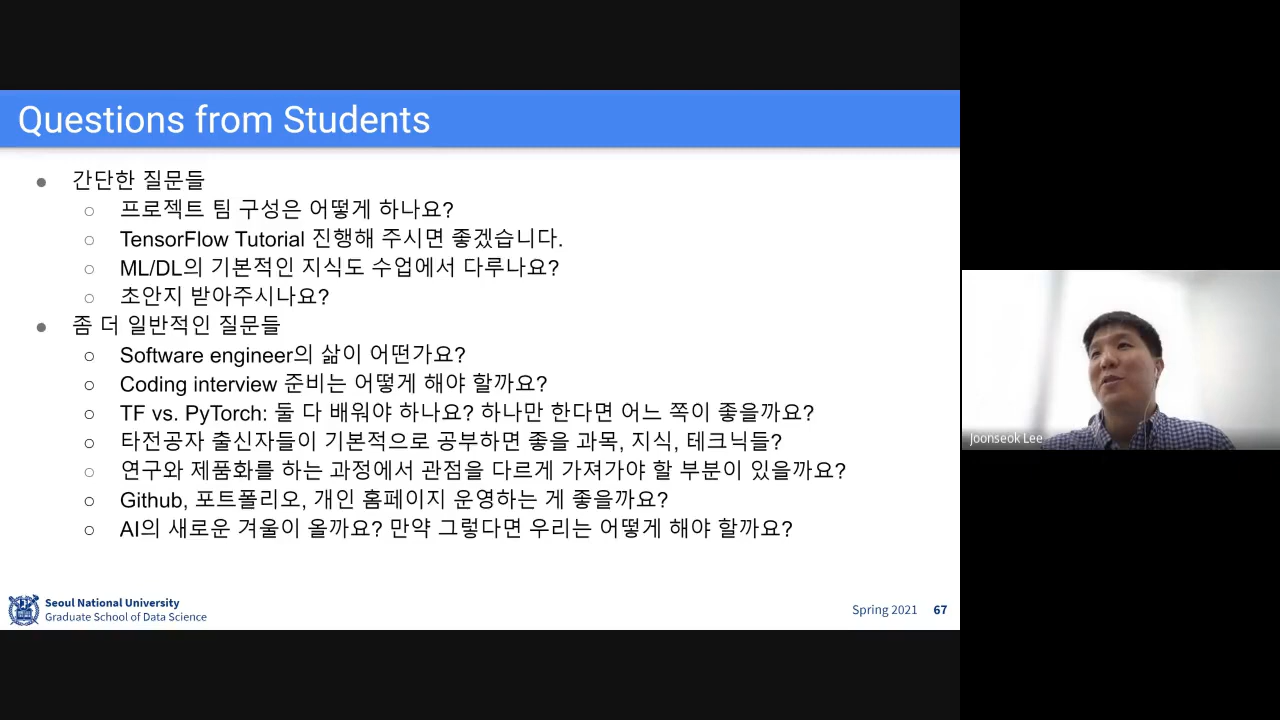 Questions from Students
간단한 질문들
프로젝트 팀 구성은 어떻게 하나요?
TensorFlow Tutorial 진행해 주시면 좋겠습니다.
ML/DL의 기본적인 지식도 수업에서 다루나요?
초안지 받아주시나요?
좀 더 일반적인 질문들
Software engineer의 삶이 어떤가요?
Coding interview 준비는 어떻게 해야 할까요?
TF vs. PyTorch: 둘 다 배워야 하나요? 하나만 한다면 어느 쪽이 좋을까요?
타전공자 출신자들이 기본적으로 공부하면 좋을 과목, 지식, 테크닉들?
연구와 제품화를 하는 과정에서 관점을 다르게 가져가야 할 부분이 있을까요?
Github, 포트폴리오, 개인 홈페이지 운영하는 게 좋을까요?
AI의 새로운 겨울이 올까요? 만약 그렇다면 우리는 어떻게 해야 할까요?
Joonseok Lee
Seoul National University
Graduate School of Data Science
Spring 2021 67